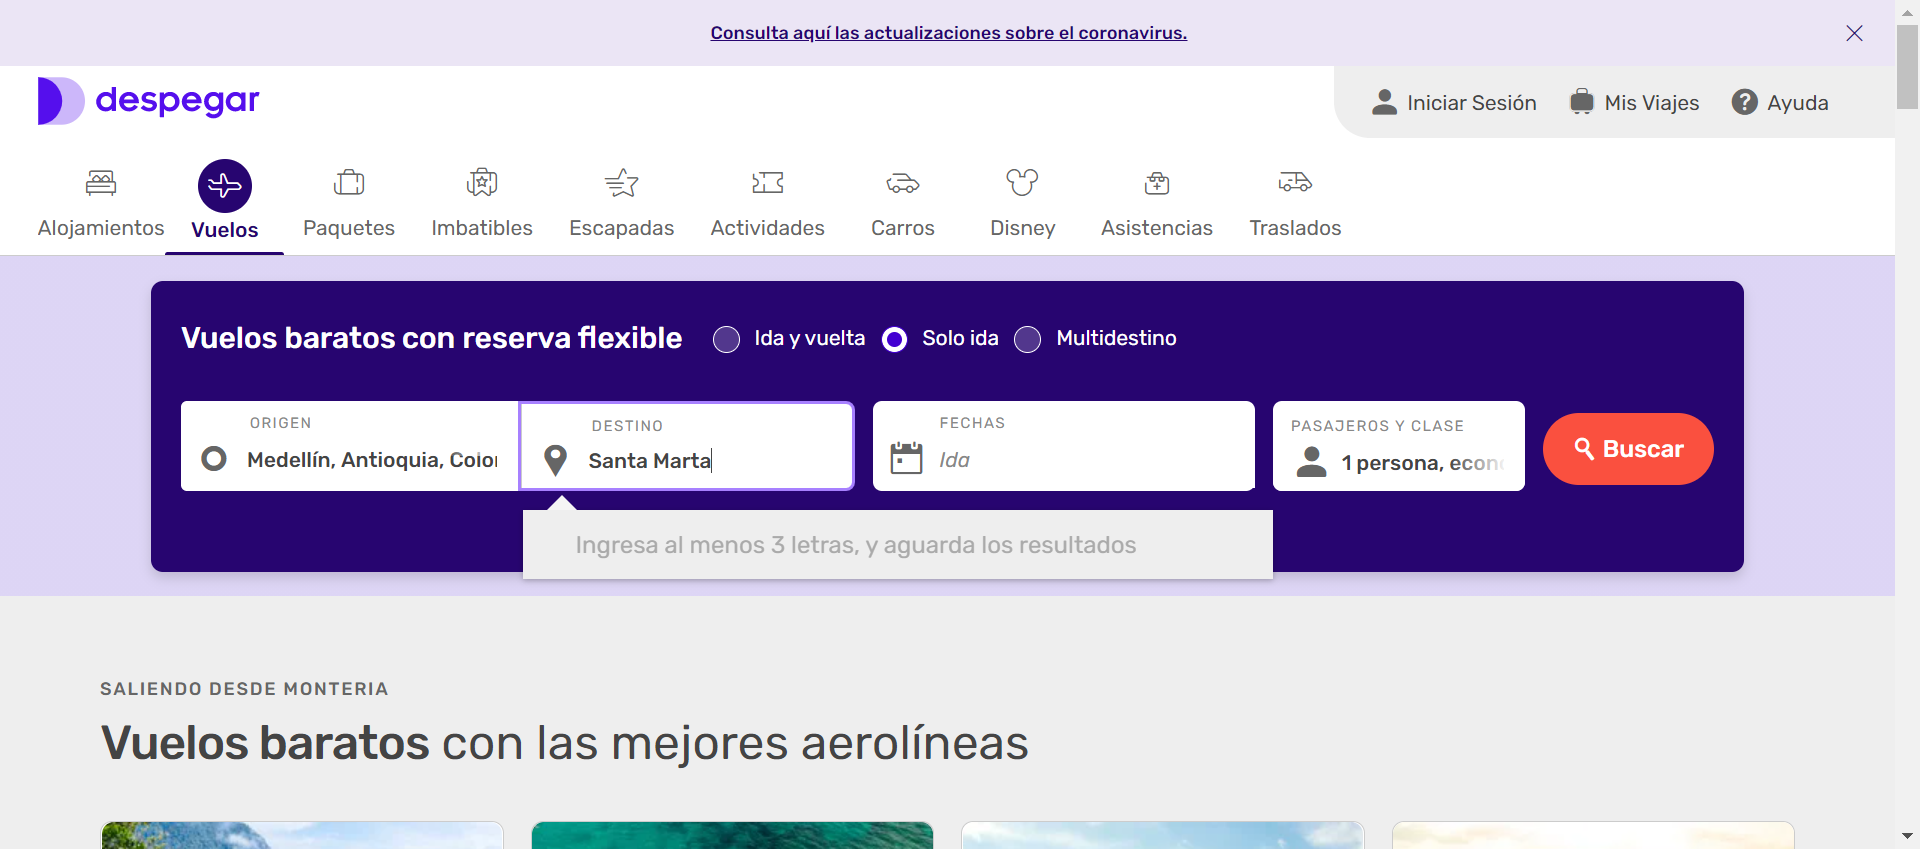 Consulta aquí las actualizaciones sobre el coronavirus.
despegar
Iniciar Sesión
Mis Viajes
Ayuda
Alojamientos
Vuelos
Paquetes
Imbatibles
Escapadas
Actividades
Carros
Disney
Asistencias
Traslados
Vuelos baratos con reserva flexible
Ida y vuelta
Solo ida
Multidestino
ORIGEN
Medellín, Antioquia, Color
DESTINO
Santa Marta
FECHAS
Ida
PASAJEROS Y CLASE
1 persona, econ
Buscar
Ingresa al menos 3 letras, y aguarda los resultados
SALIENDO DESDE MONTERIA
Vuelos baratos con las mejores aerolíneas